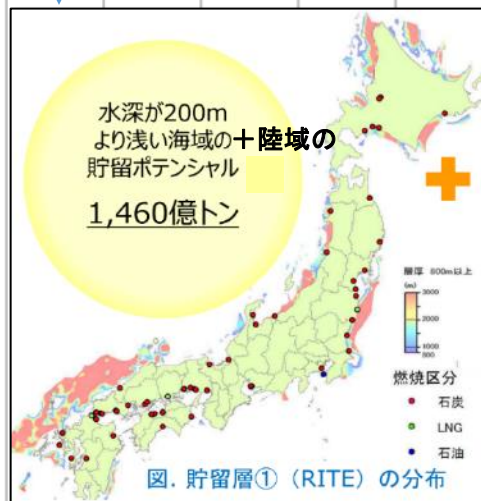 水深が200m
より浅い海域の＋陸域の
貯留ポテンシャル
1,460億トン
層厚 800m以上
(m)
3000
2000
1000
800
燃焼区分
石炭
LNG
石油
図. 貯留層①（RITE）の分布